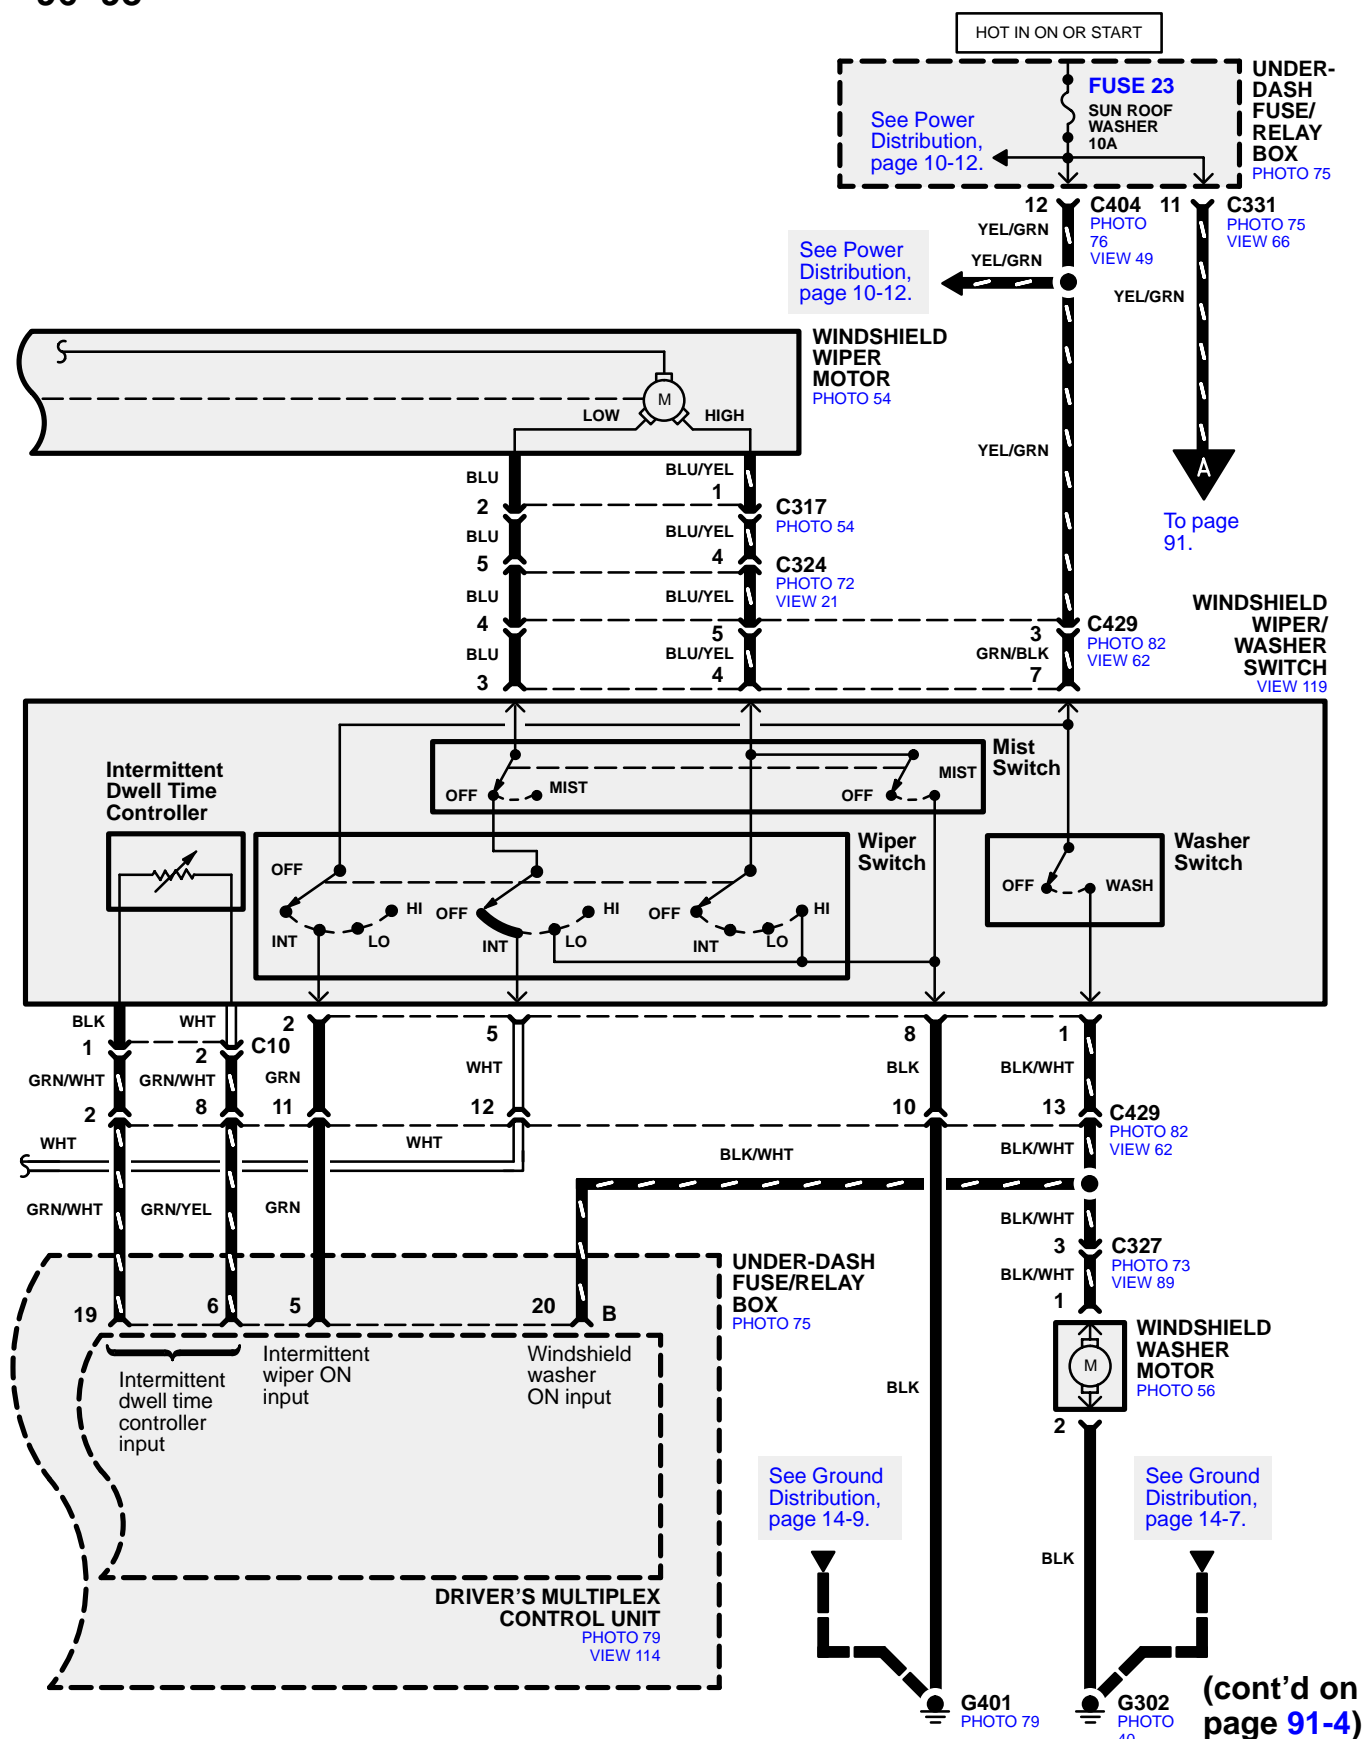 HOT IN ON OR START
UNDER-
DASH
FUSE/
RELAY
BOX
PHOTO 75
FUSE 23
SUN ROOF
WASHER
10A
See Power
Distribution,
page 10-12.
12
C404
PHOTO
76
VIEW 49
11
C331
PHOTO 75
VIEW 66
YEL/GRN
YEL/GRN
YEL/GRN
See Power
Distribution,
page 10-12.
WINDSHIELD
WIPER
MOTOR
PHOTO 54
M
LOW
HIGH
YEL/GRN
A
To page
91.
BLU
BLU/YEL
2
1
C317
PHOTO 54
BLU
BLU/YEL
5
4
C324
PHOTO 72
VIEW 21
BLU
BLU/YEL
4
5
3
C429
PHOTO 82
VIEW 62
BLU
BLU/YEL
GRN/BLK
3
4
7
WINDSHIELD
WIPER/
WASHER
SWITCH
VIEW 119
Mist
Switch
OFF
MIST
OFF
MIST
Intermittent
Dwell Time
Controller
Wiper
Switch
OFF
INT
LO
HI
OFF
INT
LO
HI
OFF
INT
LO
HI
Washer
Switch
OFF
WASH
BLK
WHT
2
5
8
1
1
2
C10
WHT
BLK
BLK/WHT
GRN/WHT
GRN/WHT
GRN
2
8
11
12
10
13
C429
PHOTO 82
VIEW 62
WHT
WHT
BLK/WHT
BLK/WHT
GRN/WHT
GRN/YEL
GRN
BLK/WHT
3
C327
PHOTO 73
VIEW 89
BLK/WHT
1
UNDER-DASH
FUSE/RELAY
BOX
PHOTO 75
19
6
5
20
B
Intermittent
dwell time
controller
input
Intermittent
wiper ON
input
Windshield
washer
ON input
M
WINDSHIELD
WASHER
MOTOR
PHOTO 56
2
BLK
See Ground
Distribution,
page 14-9.
See Ground
Distribution,
page 14-7.
BLK
DRIVER'S MULTIPLEX
CONTROL UNIT
PHOTO 79
VIEW 114
G401
PHOTO 79
G302
PHOTO
(cont'd on
page 91-4)